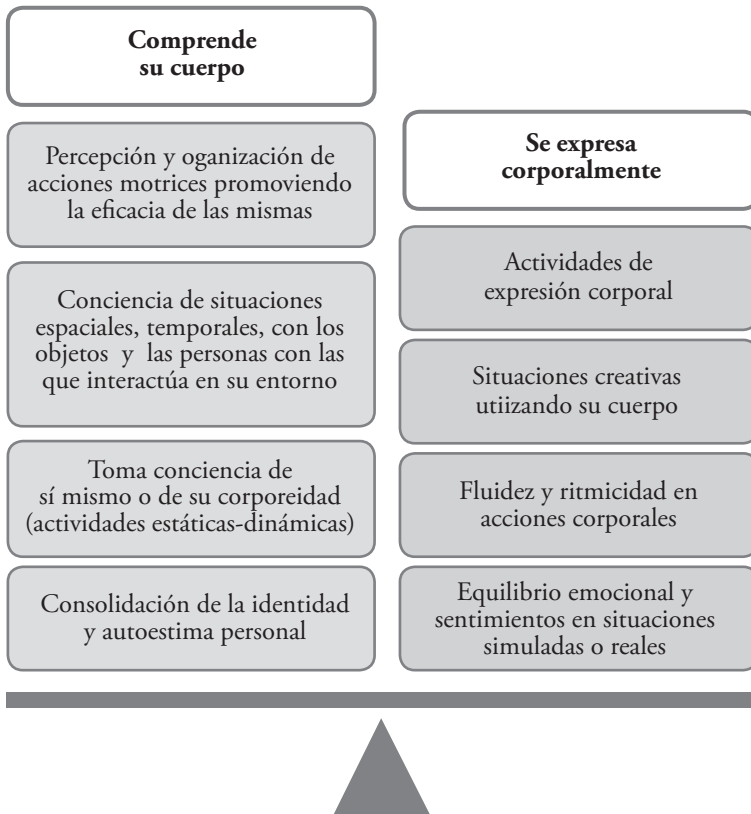 Comprende
su cuerpo
Percepción y oganización de
acciones motrices promoviendo
la eficacia de las mismas
Conciencia de situaciones
espaciales, temporales, con los
objetos y las personas con las
que interactúa en su entorno
Toma conciencia de
sí mismo o de su corporeidad
(actividades estáticas-dinámicas)
Consolidación de la identidad
y autoestima personal
Se expresa
corporalmente
Actividades de
expresión corporal
Situaciones creativas
utiizando su cuerpo
Fluidez y ritmicidad en
acciones corporales
Equilibrio emocional y
sentimientos en situaciones
simuladas o reales